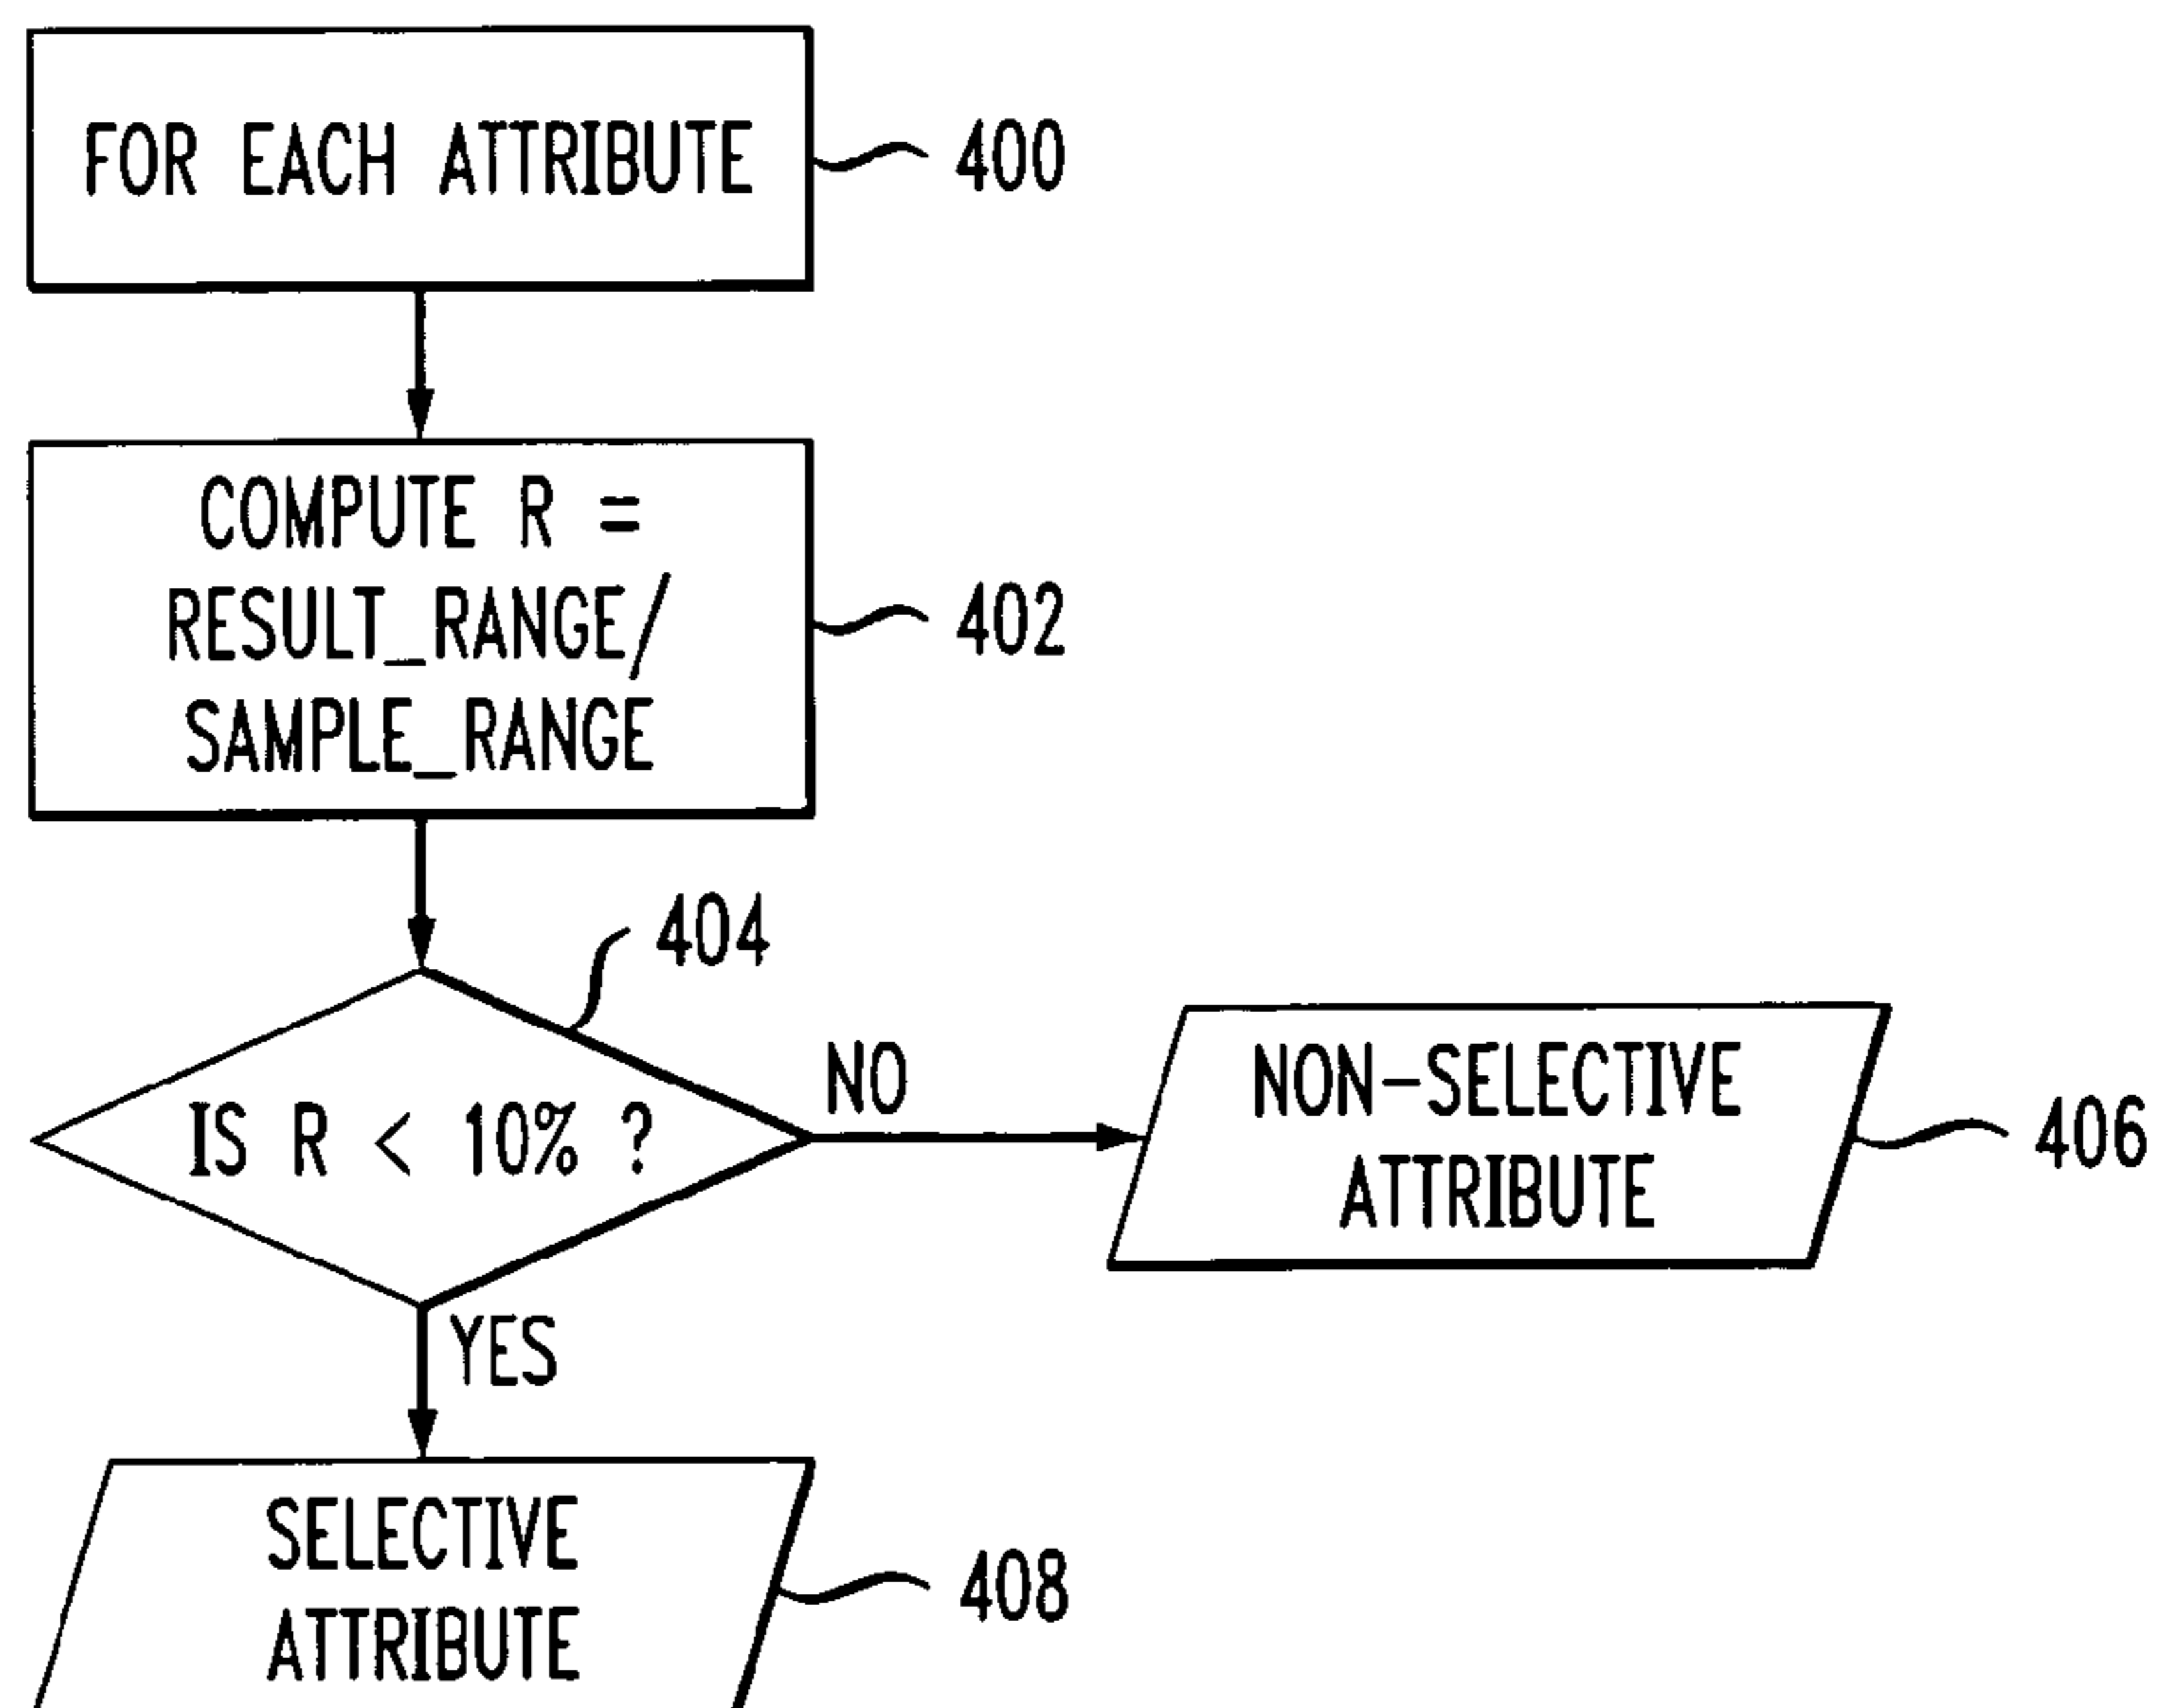 FOR EACH ATTRIBUTE
400
COMPUTE R =
RESULT_RANGE/
SAMPLE_RANGE
402
404
IS R < 10% ?
NO
NON-SELECTIVE
ATTRIBUTE
406
YES
SELECTIVE
ATTRIBUTE
408